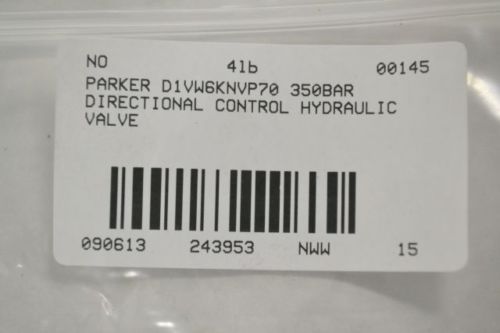 NO 4lb 00145
PARKER D1VW6KNVP70 350BAR
DIRECTIONAL CONTROL HYDRAULIC
VALVE
090613 243953 NWW 15